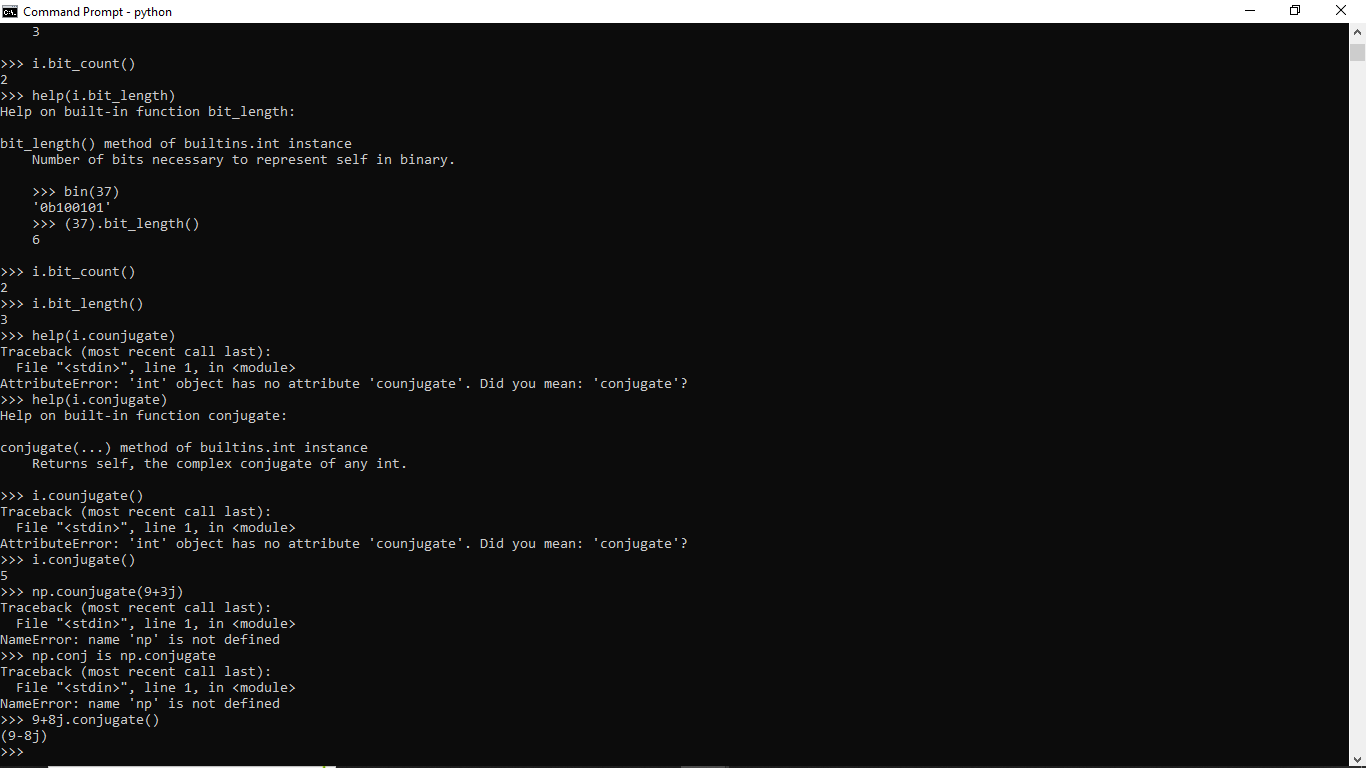 Command Prompt - python
3
>>> i.bit_count()
2
>>> help(i.bit_length)
Help on built-in function bit_length:
bit_length() method of builtins.int instance
Number of bits necessary to represent self in binary.
>>> bin(37)
'0b100101'
>>> (37).bit_length()
6
>>> i.bit_count()
2
>>> i.bit_length()
3
>>> help(i.counjugate)
Traceback (most recent call last):
File "<stdin>", line 1, in <module>
AttributeError: 'int' object has no attribute 'counjugate'. Did you mean: 'conjugate'?
>>> help(i.conjugate)
Help on built-in function conjugate:
conjugate(...) method of builtins.int instance
Returns self, the complex conjugate of any int.
>>> i.counjugate()
Traceback (most recent call last):
File "<stdin>", line 1, in <module>
AttributeError: 'int' object has no attribute 'counjugate'. Did you mean: 'conjugate'?
>>> i.conjugate()
5
>>> np.counjugate(9+3j)
Traceback (most recent call last):
File "<stdin>", line 1, in <module>
NameError: name 'np' is not defined
>>> np.conj is np.conjugate
Traceback (most recent call last):
File "<stdin>", line 1, in <module>
NameError: name 'np' is not defined
>>> 9+8j.conjugate()
(9-8j)
>>>